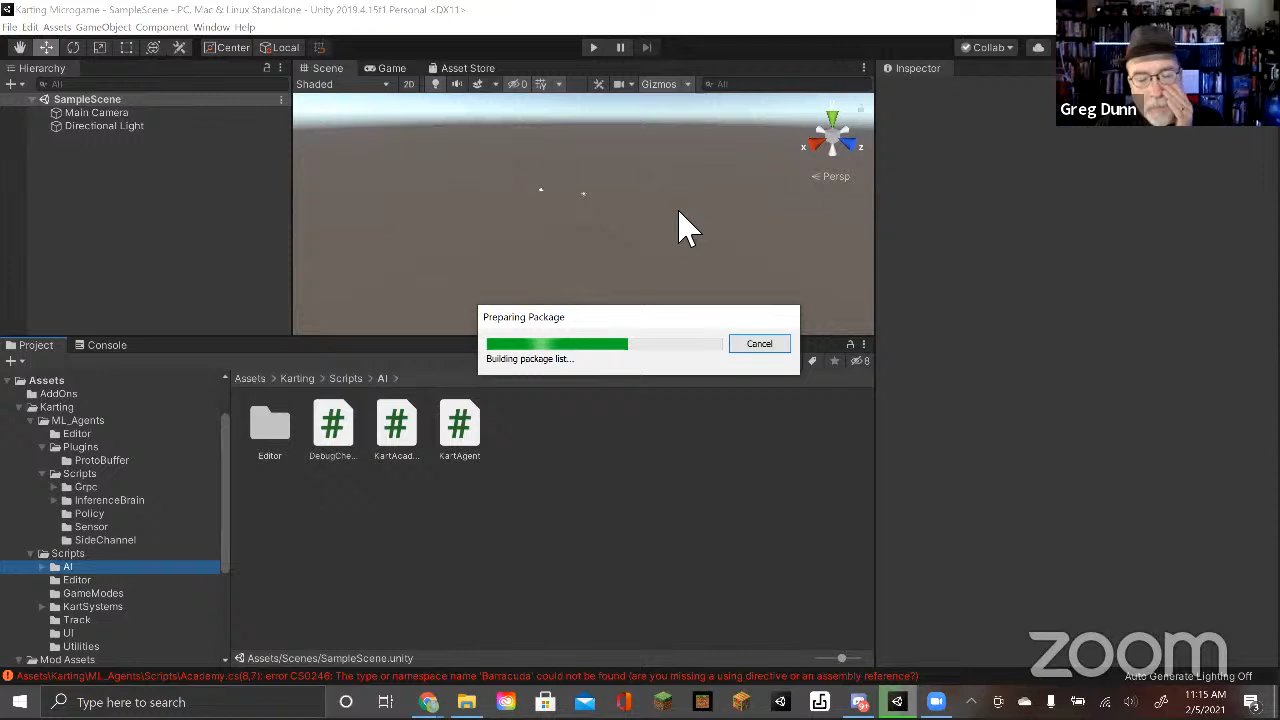 Karting Microgame - SampleScene - PC, Mac & Linux Standalone - Unity 2019.4.15f1 Personal <DX11>
File Edit Assets GameObject Component Window Help
Center Local
Collab
Hierarchy
Scene Game Asset Store
Inspector
All
Shaded 2D 0 Gizmos All
SampleScene
Main Camera
Directional Light
x z
Persp
Greg Dunn
Preparing Package
Cancel
Building package list...
Project Console
8
Assets
AddOns
Karting
ML_Agents
Editor
Plugins
ProtoBuffer
Scripts
Grpc
InferenceBrain
Policy
Sensor
SideChannel
Scripts
AI
Editor
GameModes
KartSystems
Track
UI
Utilities
Mod Assets
Assets > Karting > Scripts > AI >
Editor DebugChe... KartAcad... KartAgent
Assets/Scenes/SampleScene.unity
zoom
Assets\Karting\ML_Agents\Scripts\Academy.cs(8,7): error CS0246: The type or namespace name 'Barracuda' could not be found (are you missing a using directive or an assembly reference?)
Auto Generate Lighting Off
Type here to search
11:15 AM
2/5/2021
3